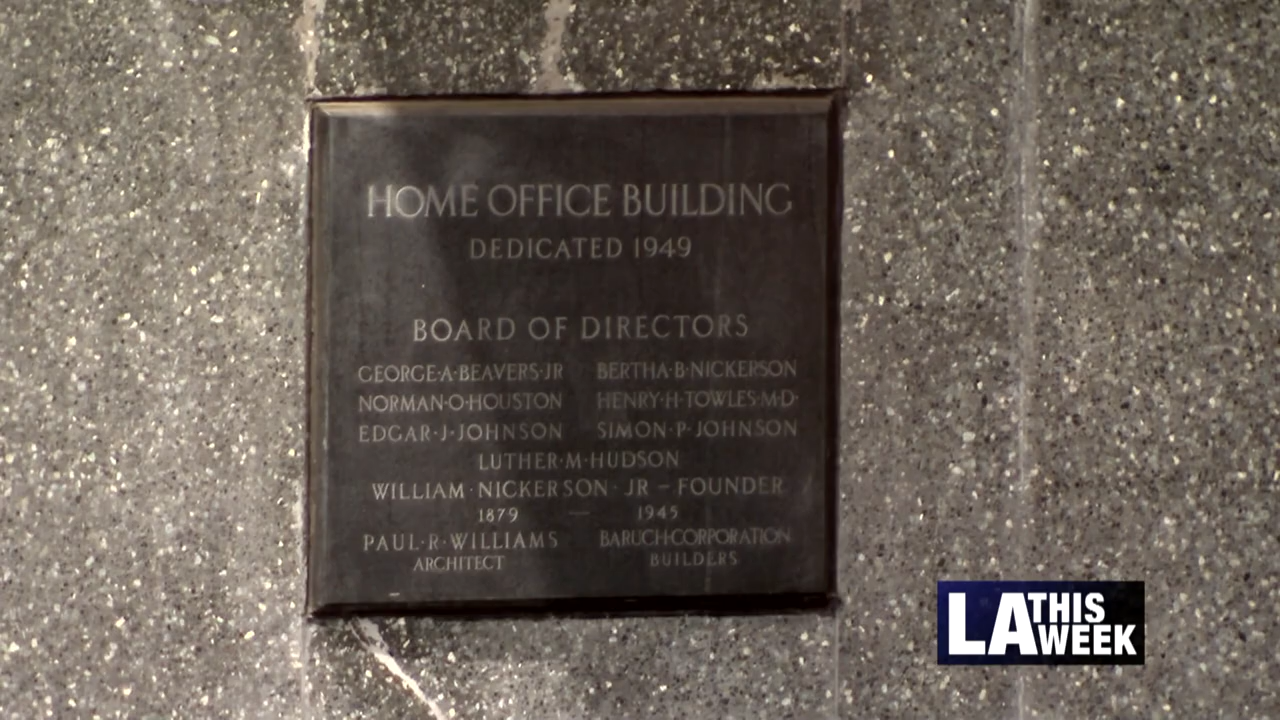 HOME OFFICE BUILDING
DEDICATED 1949
BOARD OF DIRECTORS
GEORGE·A·BEAVERS·JR BERTHA·B·NICKERSON
NORMAN·O·HOUSTON HENRY·H·TOWLES·M·D·
EDGAR·J·JOHNSON SIMON·P·JOHNSON
LUTHER·M·HUDSON
WILLIAM·NICKERSON·JR – FOUNDER
1879 — 1945
PAUL·R·WILLIAMS BARUCH·CORPORATION
ARCHITECT BUILDERS
LA THIS WEEK